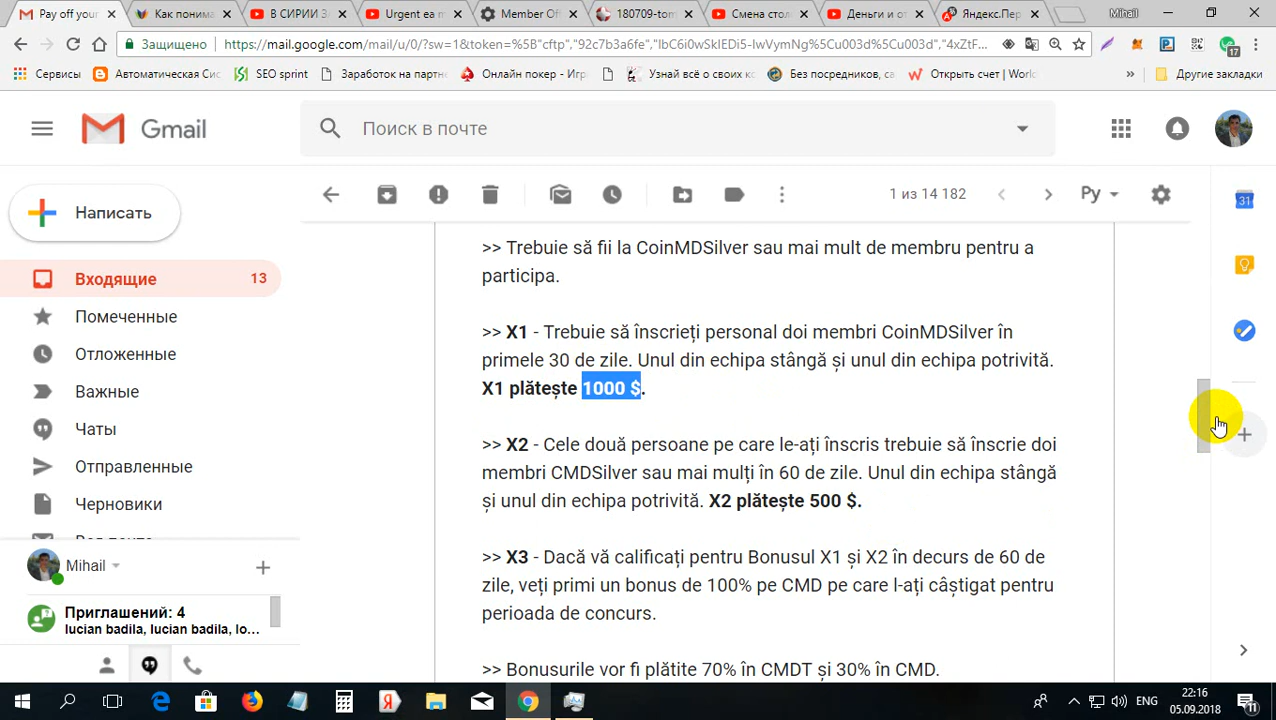 Pay off your
Как понима
В СИРИИ З
Urgent ea m
Member Of
180709-tom
Смена стол
Деньги и от
Яндекс.Пер
Mihail
Защищено
https://mail.google.com/mail/u/0/?sw=1&token=%5B"cftp","92c7b3a6fe","IbC6i0wSkIEDi5-IwVymNg%5Cu003d%5Cu003d","4xZtF...
17
Сервисы
Автоматическая Сис
SEO sprint
Заработок на партн
Онлайн покер - Игр
Узнай всё о своих ко
Без посредников, са
Открыть счет | World
»
Другие закладки
Gmail
Поиск в почте
Написать
1 из 14 182
Ру
31
Входящие 13
Помеченные
Отложенные
Важные
Чаты
Отправленные
Черновики
Вся почта
Mihail
Приглашений: 4
lucian badila, lucian badila, lo...
>> Trebuie să fii la CoinMDSilver sau mai mult de membru pentru a
participa.
>> X1 - Trebuie să înscrieți personal doi membri CoinMDSilver în
primele 30 de zile. Unul din echipa stângă și unul din echipa potrivită.
X1 plătește 1000 $.
>> X2 - Cele două persoane pe care le-ați înscris trebuie să înscrie doi
membri CMDSilver sau mai mulți în 60 de zile. Unul din echipa stângă
și unul din echipa potrivită. X2 plătește 500 $.
>> X3 - Dacă vă calificați pentru Bonusul X1 și X2 în decurs de 60 de
zile, veți primi un bonus de 100% pe CMD pe care l-ați câștigat pentru
perioada de concurs.
>> Bonusurile vor fi plătite 70% în CMDT și 30% în CMD.
ENG
22:16
05.09.2018
11